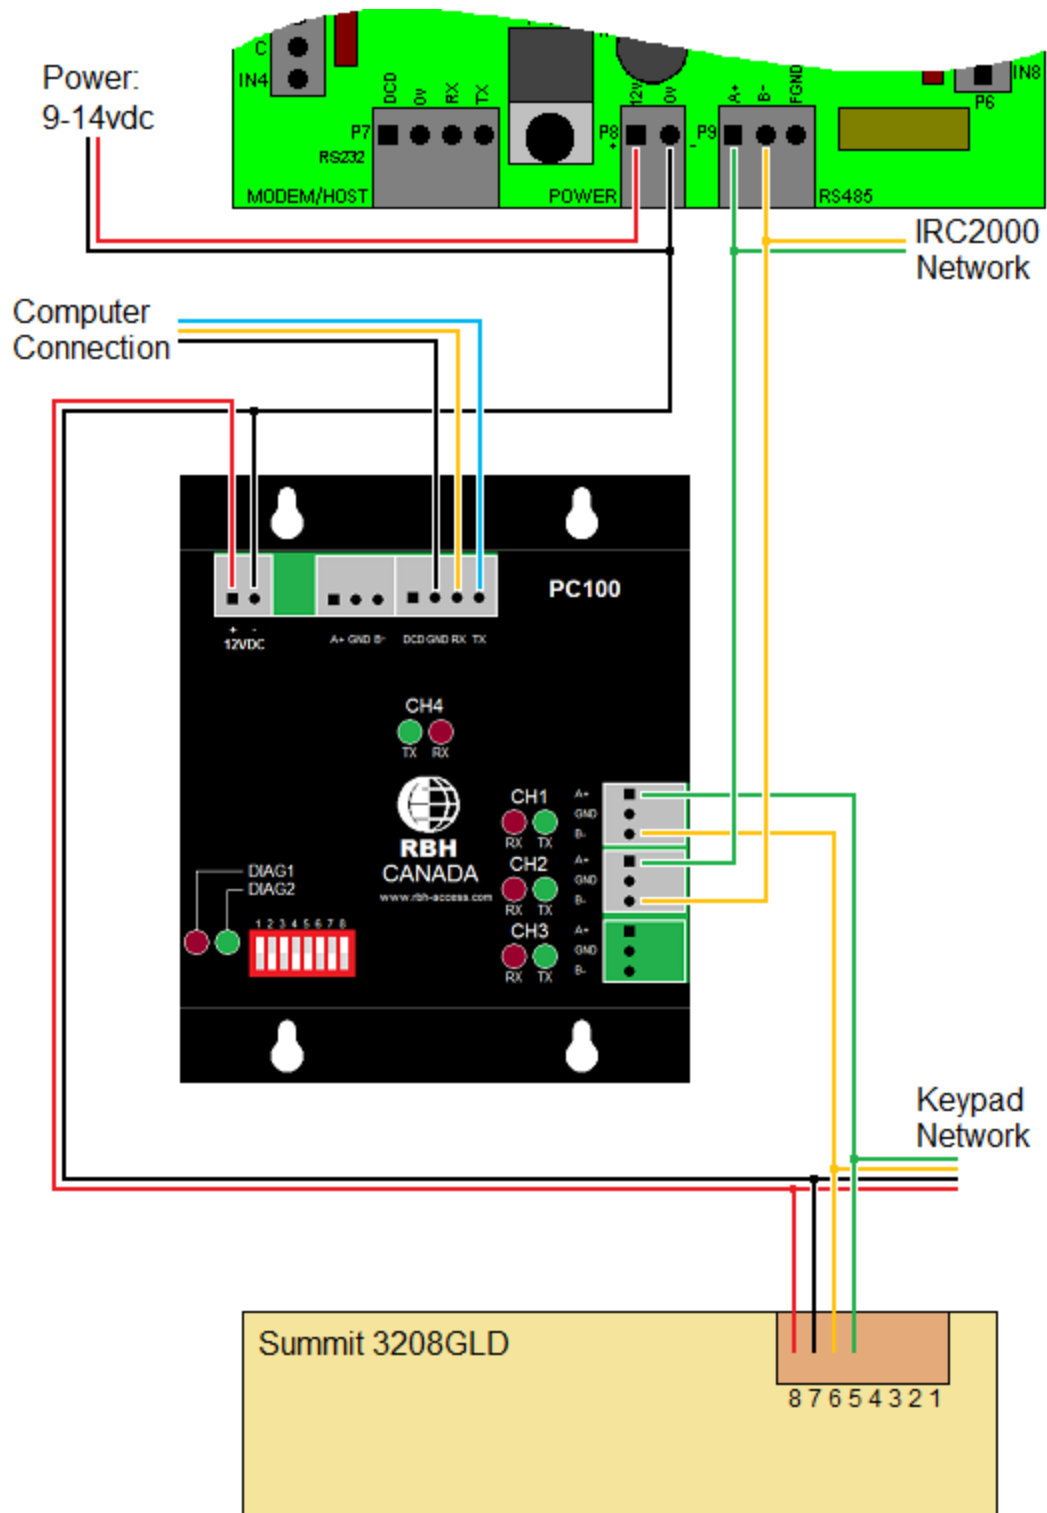 Power:
9-14vdc
C
IN4
DCD
0v
RX
TX
P7
RS232
MODEM/HOST
12v
0v
P8
+
-
POWER
A+
B-
FGND
P9
RS485
IN8
P6
IRC2000
Network
Computer
Connection
PC100
+ -
12VDC
A+ GND B-
DCD GND RX TX
CH4
TX RX
RBH
CANADA
www.rbh-access.com
CH1
RX TX
A+
GND
B-
CH2
RX TX
A+
GND
B-
CH3
RX TX
A+
GND
B-
DIAG1
DIAG2
1 2 3 4 5 6 7 8
Keypad
Network
Summit 3208GLD
8 7 6 5 4 3 2 1